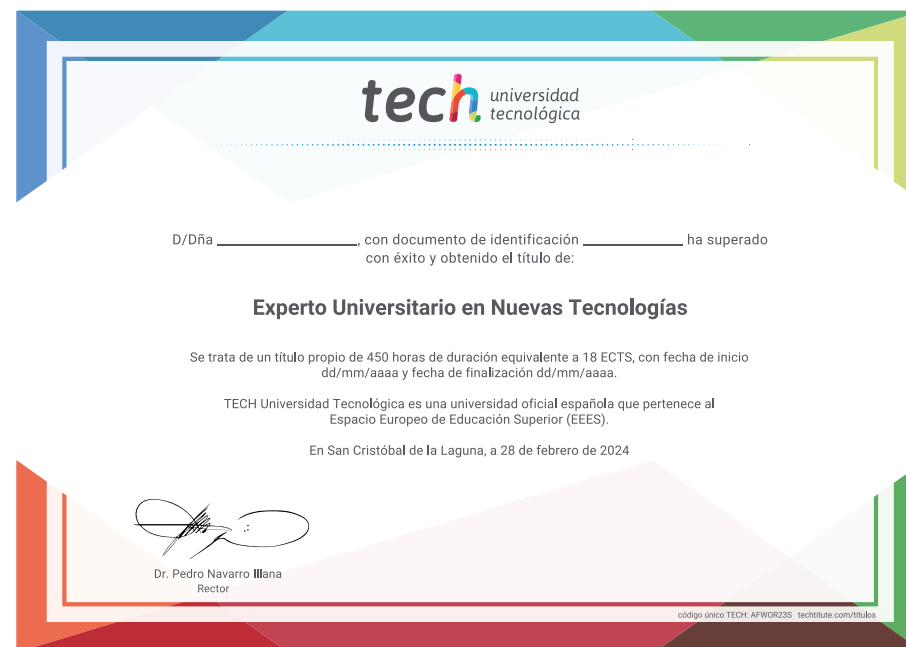 tech universidad
tecnológica
D/Dña ______________, con documento de identificación __________ ha superado
con éxito y obtenido el título de:
Experto Universitario en Nuevas Tecnologías
Se trata de un título propio de 450 horas de duración equivalente a 18 ECTS, con fecha de inicio
dd/mm/aaaa y fecha de finalización dd/mm/aaaa.
TECH Universidad Tecnológica es una universidad oficial española que pertenece al
Espacio Europeo de Educación Superior (EEES).
En San Cristóbal de la Laguna, a 28 de febrero de 2024
Dr. Pedro Navarro Illana
Rector
código único TECH: AFWOR23S techtitute.com/titulos